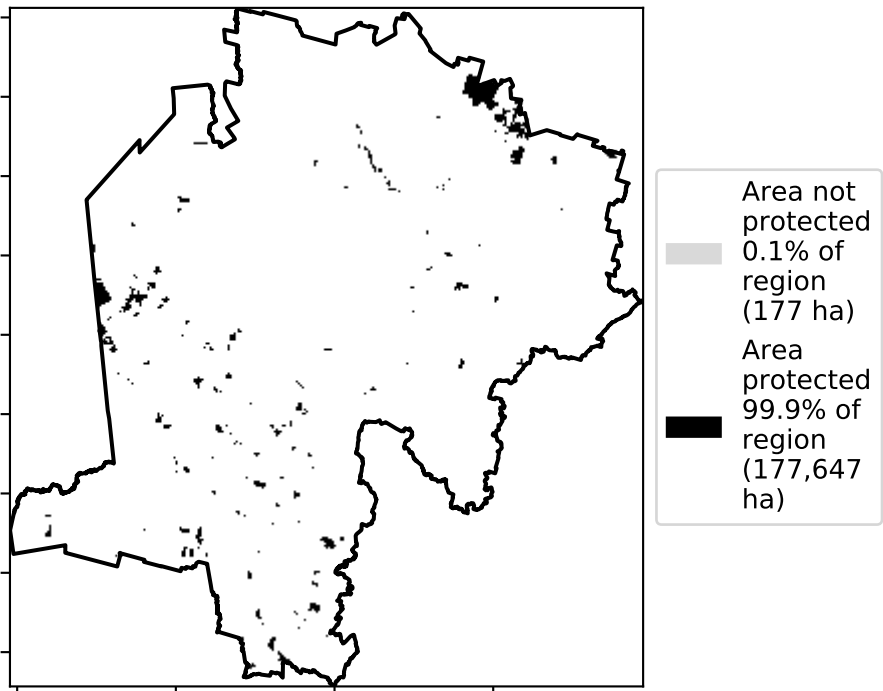 Area not
protected
0.1% of
region
(177 ha)
Area
protected
99.9% of
region
(177,647
ha)